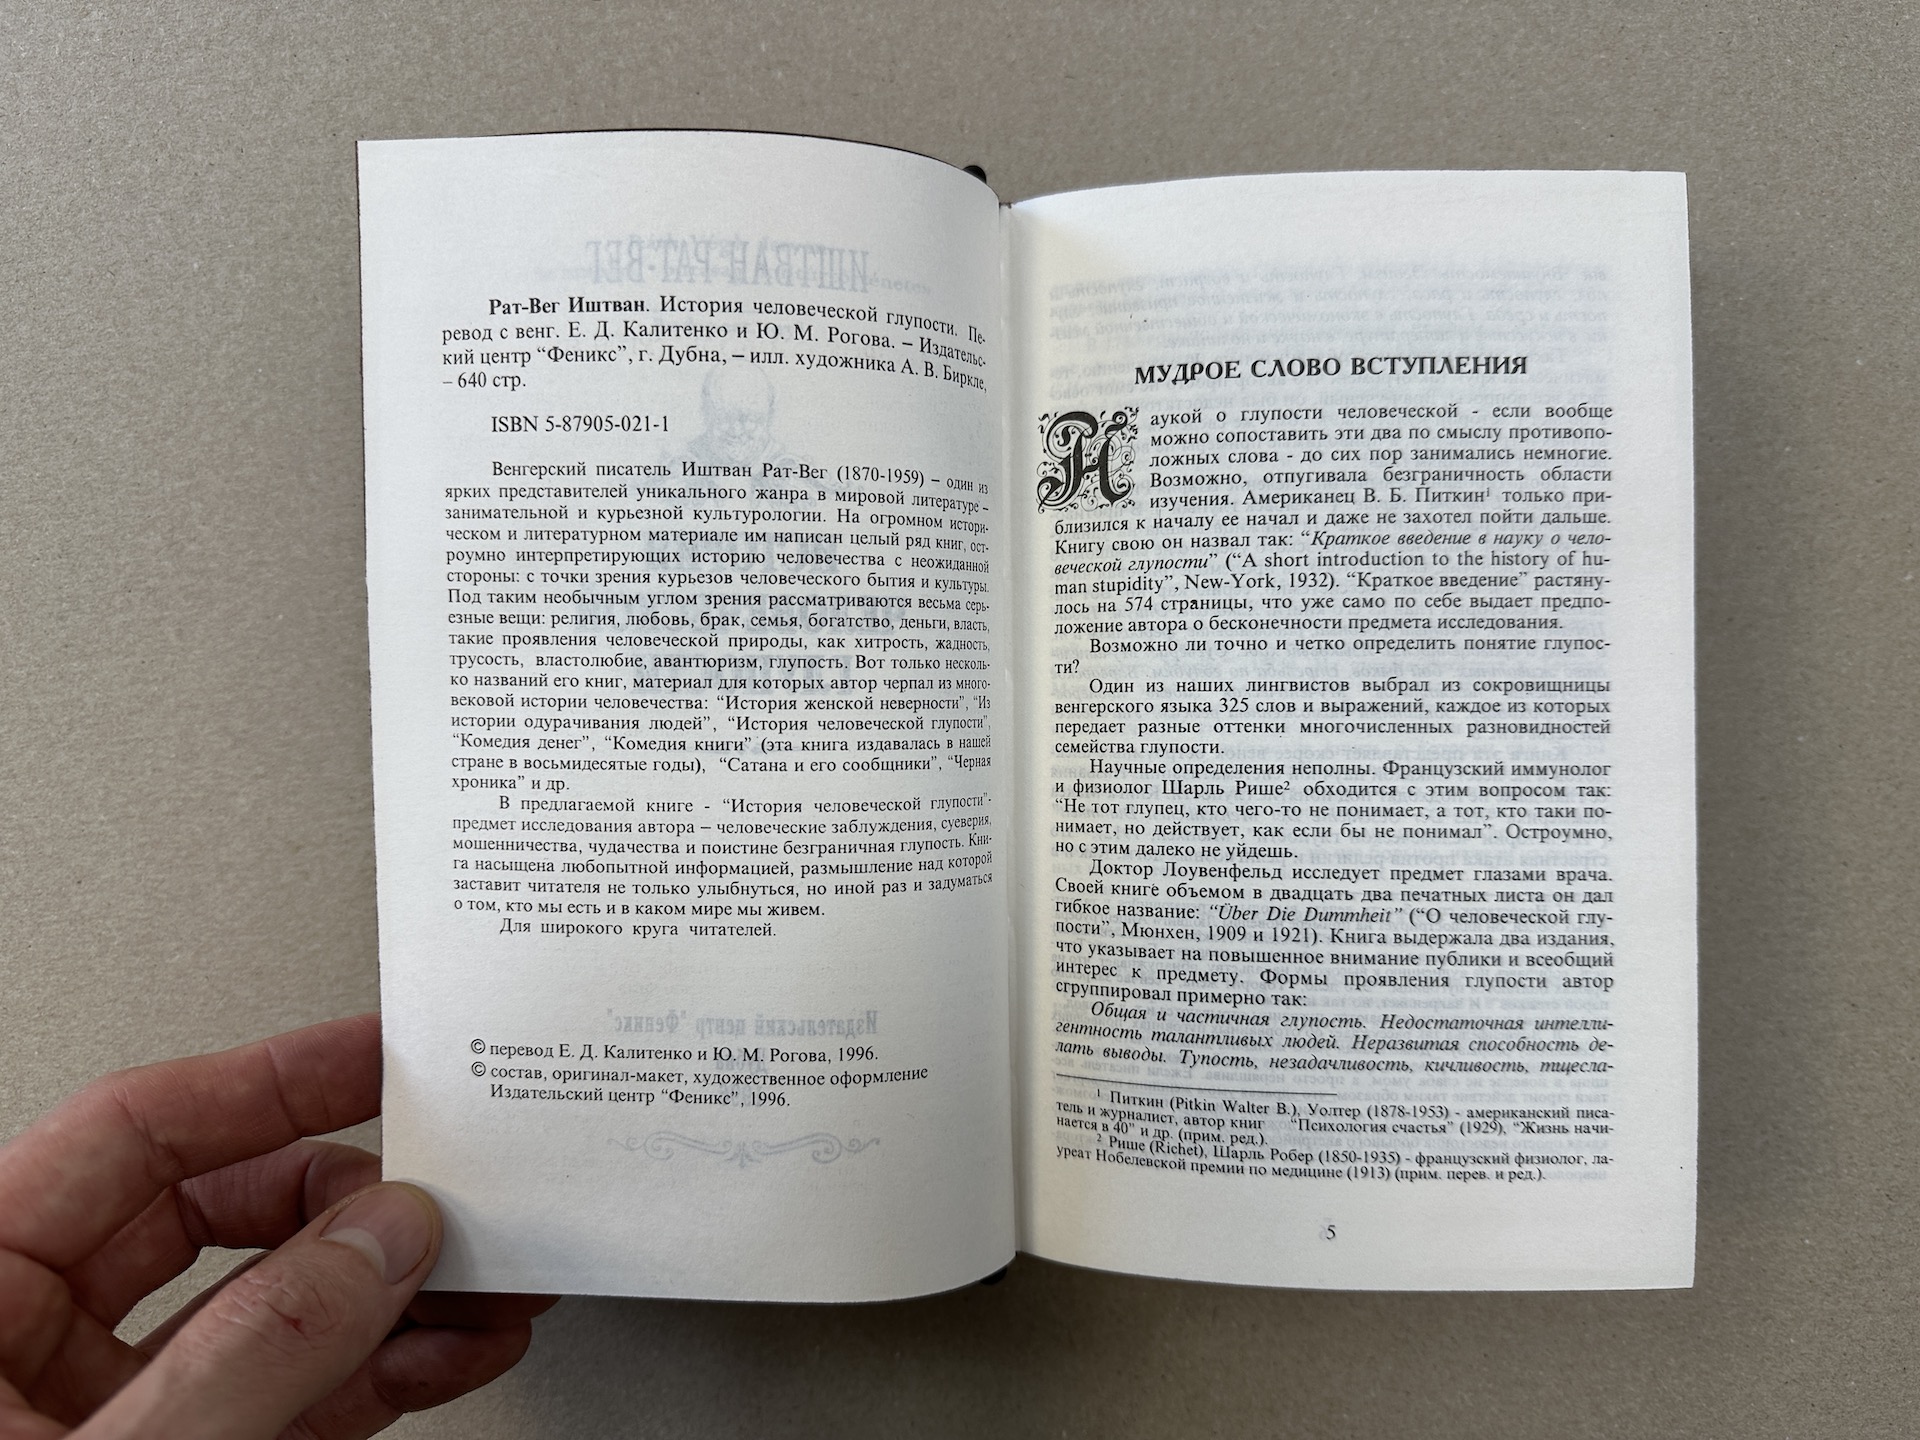 Рат-Вег Иштван. История человеческой глупости. Пе-
ревод с венг. Е. Д. Калитенко и Ю. М. Рогова. – Издательс-
кий центр “Феникс”, г. Дубна, – илл. художника А. В. Биркле,
– 640 стр.
ISBN 5-87905-021-1
Венгерский писатель Иштван Рат-Вег (1870-1959) – один из
ярких представителей уникального жанра в мировой литературе –
занимательной и курьезной культурологии. На огромном истори-
ческом и литературном материале им написан целый ряд книг, ост-
роумно интерпретирующих историю человечества с неожиданной
стороны: с точки зрения курьезов человеческого бытия и культуры.
Под таким необычным углом зрения рассматриваются весьма серь-
езные вещи: религия, любовь, брак, семья, богатство, деньги, власть,
такие проявления человеческой природы, как хитрость, жадность,
трусость, властолюбие, авантюризм, глупость. Вот только несколь-
ко названий его книг, материал для которых автор черпал из много-
вековой истории человечества: “История женской неверности”, “Из
истории одурачивания людей”, “История человеческой глупости”,
“Комедия денег”, “Комедия книги” (эта книга издавалась в нашей
стране в восьмидесятые годы), “Сатана и его сообщники”, “Черная
хроника” и др.
В предлагаемой книге - “История человеческой глупости”-
предмет исследования автора – человеческие заблуждения, суеверия,
мошенничества, чудачества и поистине безграничная глупость. Кни-
га насыщена любопытной информацией, размышление над которой
заставит читателя не только улыбнуться, но иной раз и задуматься
о том, кто мы есть и в каком мире мы живем.
Для широкого круга читателей.
© перевод Е. Д. Калитенко и Ю. М. Рогова, 1996.
© состав, оригинал-макет, художественное оформление
Издательский центр “Феникс”, 1996.
МУДРОЕ СЛОВО ВСТУПЛЕНИЯ
Наукой о глупости человеческой - если вообще
можно сопоставить эти два по смыслу противопо-
ложных слова - до сих пор занимались немногие.
Возможно, отпугивала безграничность области
изучения. Американец В. Б. Питкин¹ только при-
близился к началу ее начал и даже не захотел пойти дальше.
Книгу свою он назвал так: “Краткое введение в науку о чело-
веческой глупости” (“A short introduction to the history of hu-
man stupidity”, New-York, 1932). “Краткое введение” растяну-
лось на 574 страницы, что уже само по себе выдает предпо-
ложение автора о бесконечности предмета исследования.
Возможно ли точно и четко определить понятие глупос-
ти?
Один из наших лингвистов выбрал из сокровищницы
венгерского языка 325 слов и выражений, каждое из которых
передает разные оттенки многочисленных разновидностей
семейства глупости.
Научные определения неполны. Французский иммунолог
и физиолог Шарль Рише² обходится с этим вопросом так:
“Не тот глупец, кто чего-то не понимает, а тот, кто таки по-
нимает, но действует, как если бы не понимал”. Остроумно,
но с этим далеко не уйдешь.
Доктор Лоувенфельд исследует предмет глазами врача.
Своей книге объемом в двадцать два печатных листа он дал
гибкое название: “Über Die Dummheit” (“О человеческой глу-
пости”, Мюнхен, 1909 и 1921). Книга выдержала два издания,
что указывает на повышенное внимание публики и всеобщий
интерес к предмету. Формы проявления глупости автор
сгруппировал примерно так:
Общая и частичная глупость. Недостаточная интелли-
гентность талантливых людей. Неразвитая способность де-
лать выводы. Тупость, незадачливость, кичливость, тщесла-
¹ Питкин (Pitkin Walter B.), Уолтер (1878-1953) - американский писа-
тель и журналист, автор книг “Психология счастья” (1929), “Жизнь начи-
нается в 40” и др. (прим. ред.).
² Рише (Richet), Шарль Робер (1850-1935) - французский физиолог, ла-
уреат Нобелевской премии по медицине (1913) (прим. перев. и ред.).
5